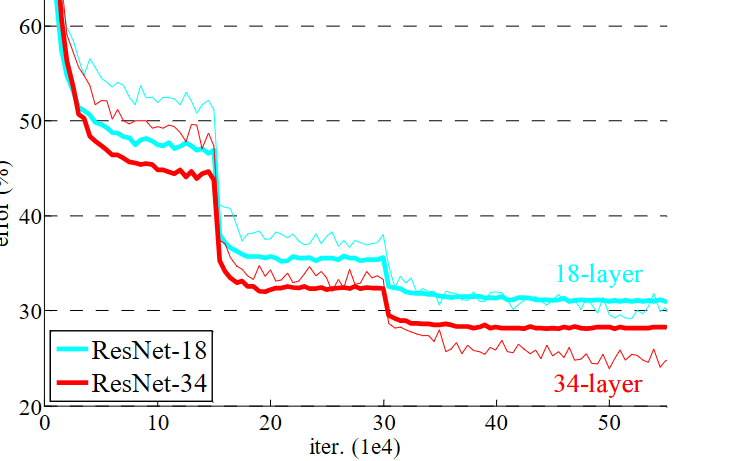 60
50
40
30
20
error (%)
18-layer
34-layer
ResNet-18
ResNet-34
0 10 20 30 40 50
iter. (1e4)